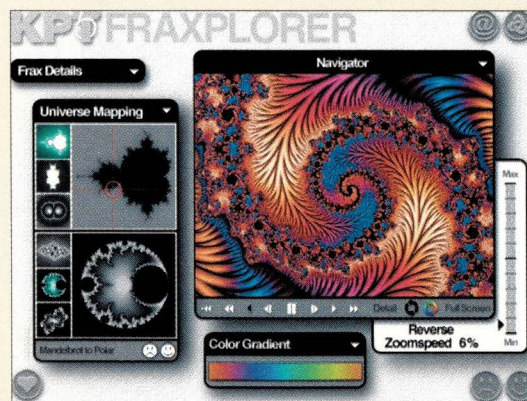 KPT FRAXPLORER
Frax Details
Navigator
Universe Mapping
Max
Mandelbrot to Polar
Detail
Full Screen
Reverse
Zoomspeed 6%
Min
Color Gradient